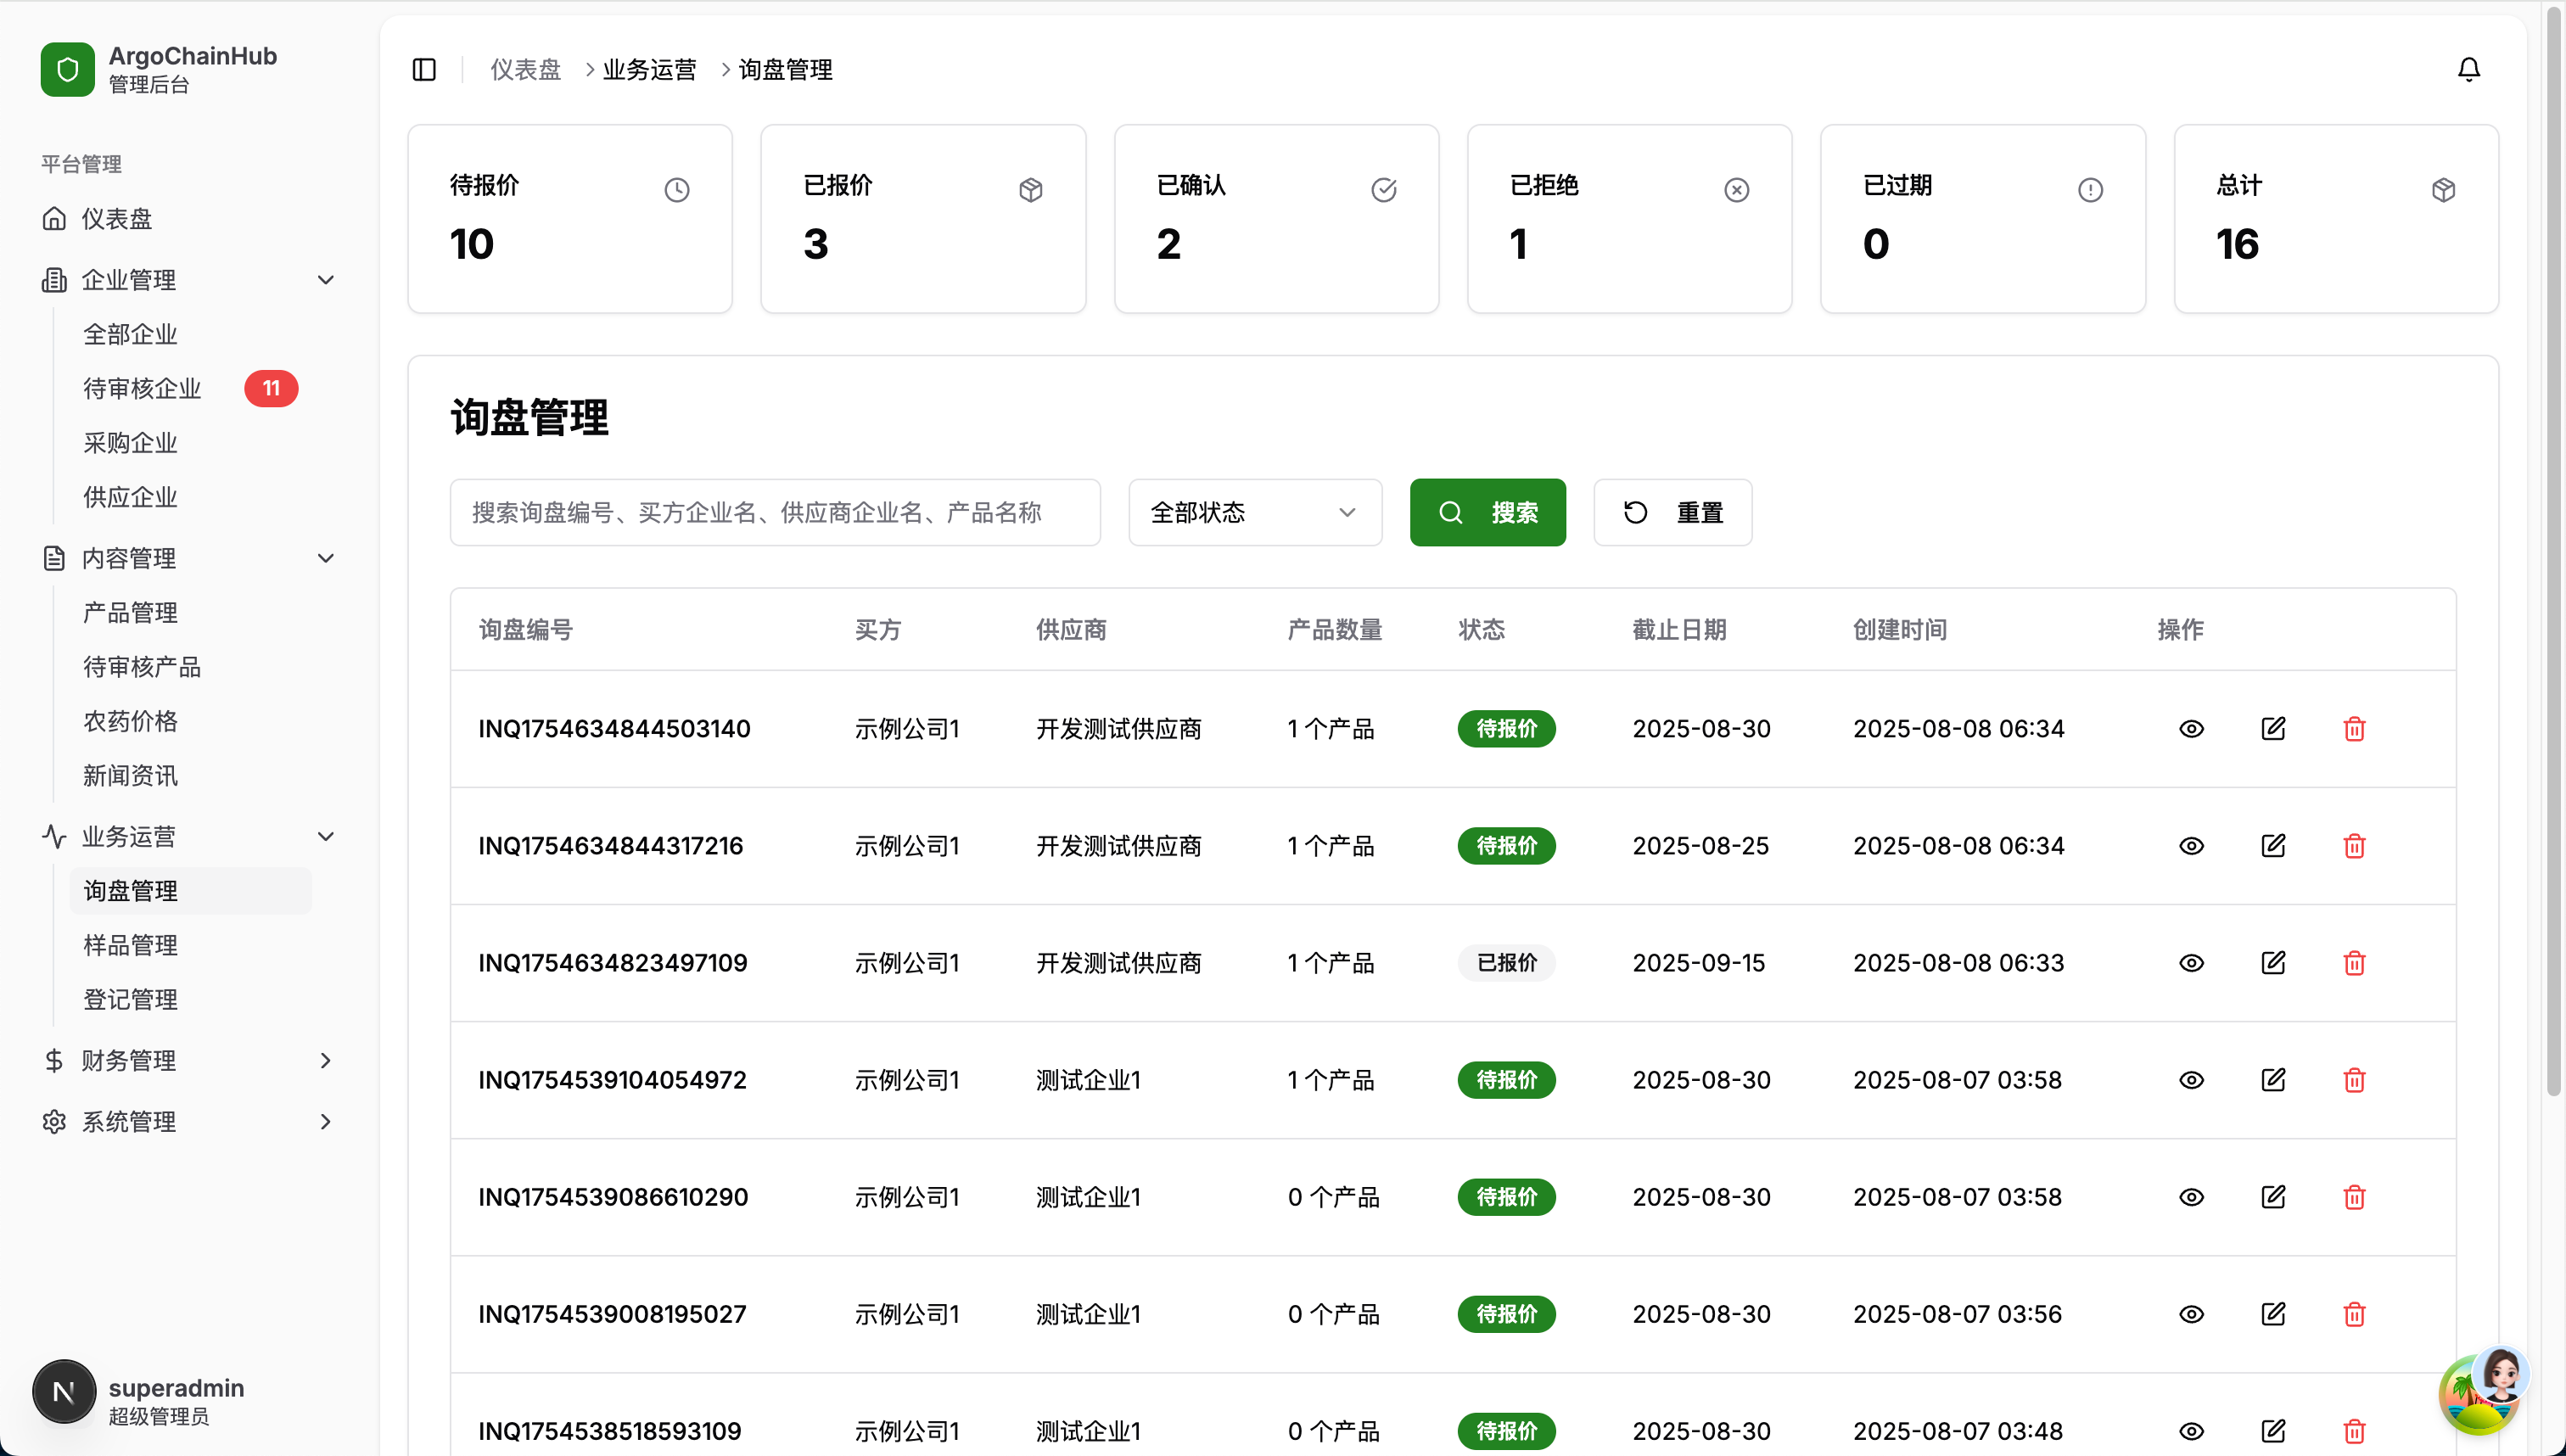 ArgoChainHub
管理后台
平台管理
仪表盘
企业管理
全部企业
待审核企业 11
采购企业
供应企业
内容管理
产品管理
待审核产品
农药价格
新闻资讯
业务运营
询盘管理
样品管理
登记管理
财务管理
系统管理
N
superadmin
超级管理员
仪表盘 业务运营 询盘管理
待报价
10
已报价
3
已确认
2
已拒绝
1
已过期
0
总计
16
询盘管理
搜索询盘编号、买方企业名、供应商企业名、产品名称 全部状态 搜索 重置
询盘编号 买方 供应商 产品数量 状态 截止日期 创建时间 操作
INQ1754634844503140 示例公司1 开发测试供应商 1 个产品 待报价 2025-08-30 2025-08-08 06:34
INQ1754634844317216 示例公司1 开发测试供应商 1 个产品 待报价 2025-08-25 2025-08-08 06:34
INQ1754634823497109 示例公司1 开发测试供应商 1 个产品 已报价 2025-09-15 2025-08-08 06:33
INQ1754539104054972 示例公司1 测试企业1 1 个产品 待报价 2025-08-30 2025-08-07 03:58
INQ1754539086610290 示例公司1 测试企业1 0 个产品 待报价 2025-08-30 2025-08-07 03:58
INQ1754539008195027 示例公司1 测试企业1 0 个产品 待报价 2025-08-30 2025-08-07 03:56
INQ1754538518593109 示例公司1 测试企业1 0 个产品 待报价 2025-08-30 2025-08-07 03:48